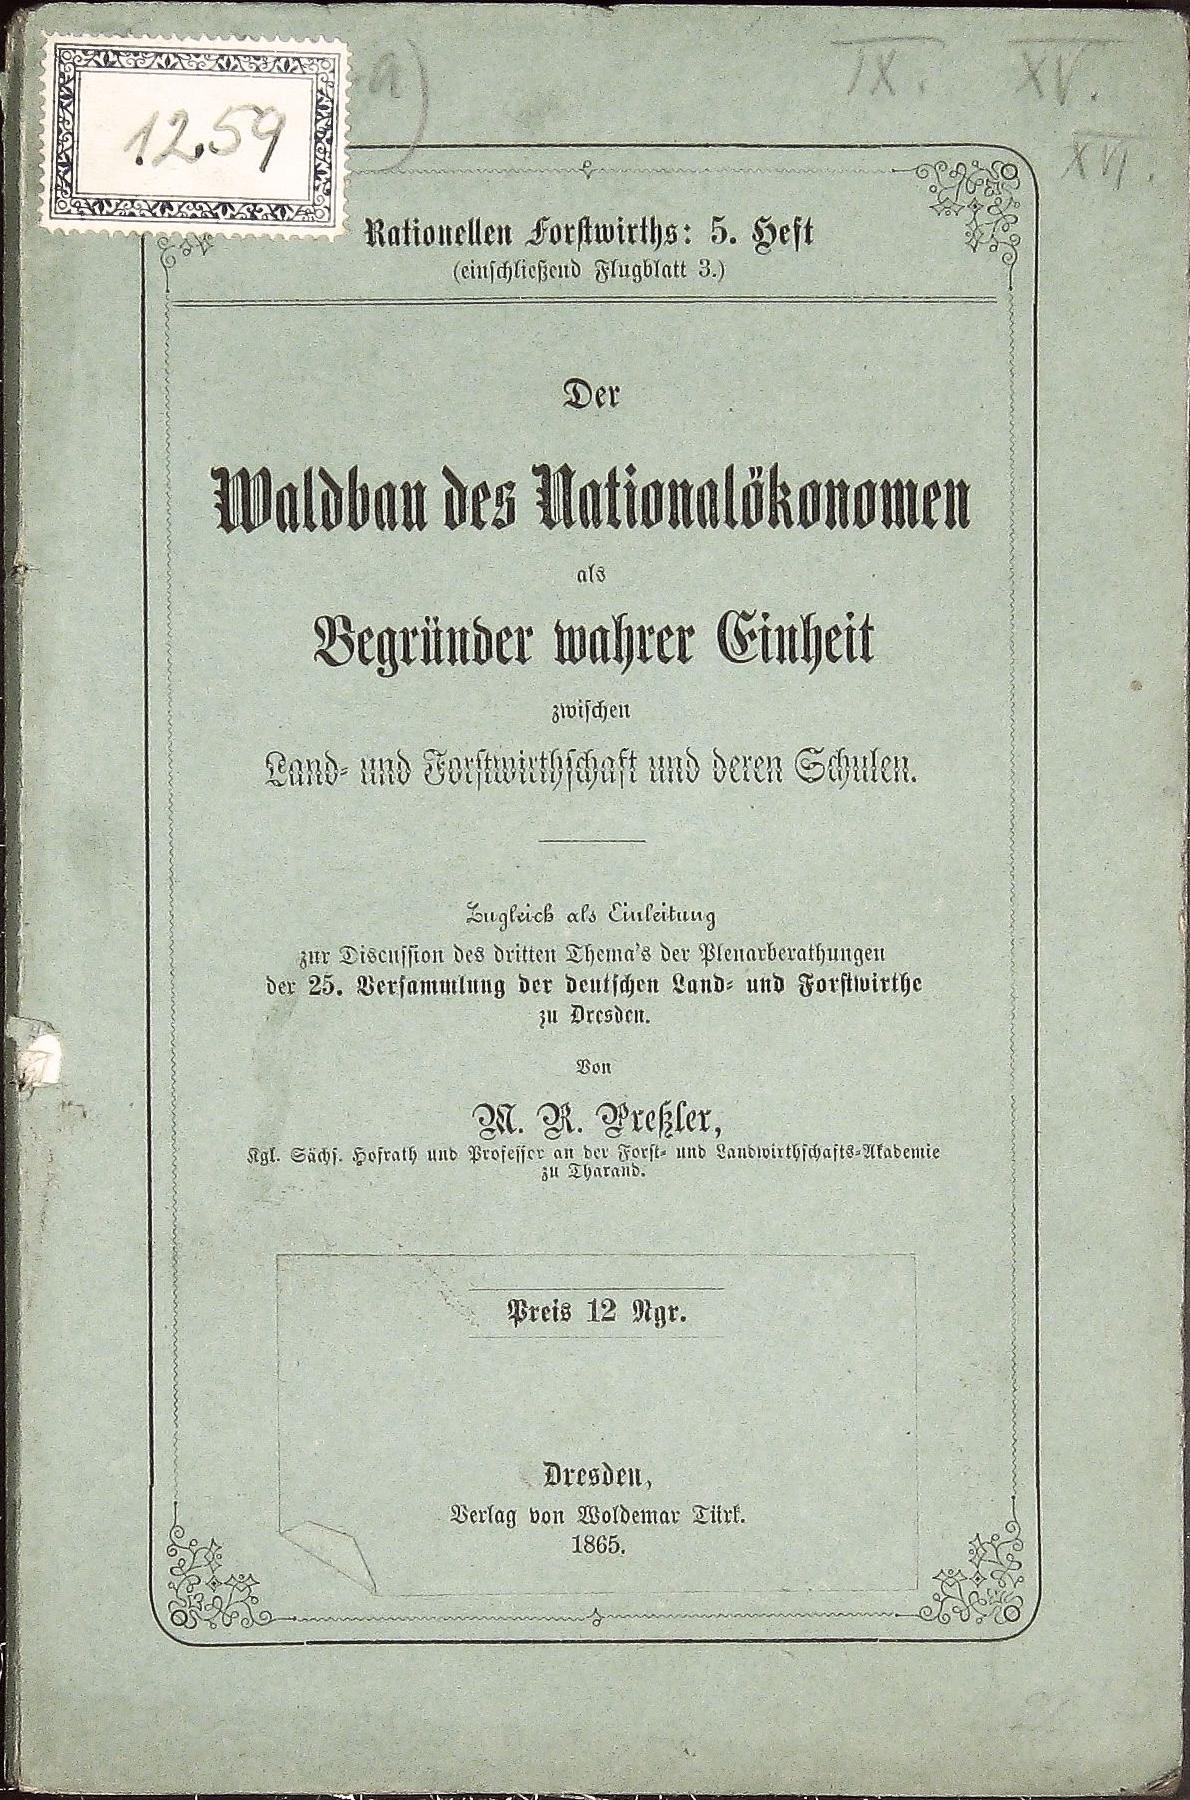 12.59
a)
IX.
XV.
XVI.
Rationellen Forstwirths: 5. Heft
(einschließend Flugblatt 3.)
Der
Waldbau des Nationalökonomen
als
Begründer wahrer Einheit
zwischen
Land- und Forstwirthschaft und deren Schulen.
Zugleich als Einleitung
zur Discussion des dritten Thema's der Plenarberathungen
der 25. Versammlung der deutschen Land- und Forstwirthe
zu Dresden.
Von
M. R. Preßler,
Kgl. Sächs. Hofrath und Professor an der Forst- und Landwirthschafts-Akademie
zu Tharand.
Preis 12 Ngr.
Dresden,
Verlag von Woldemar Türk.
1865.